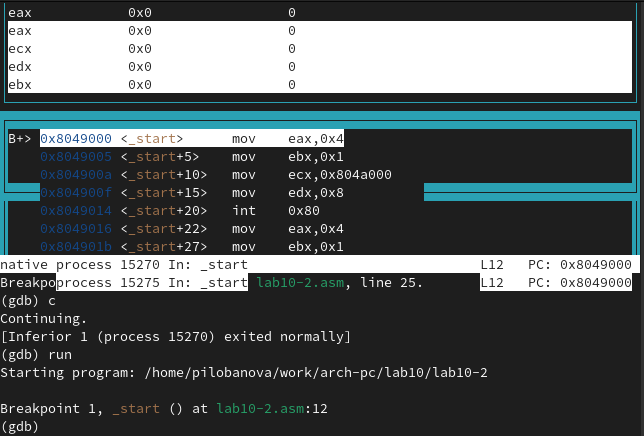 eax 0x0 0
eax 0x0 0
ecx 0x0 0
edx 0x0 0
ebx 0x0 0
B+> 0x8049000 <_start> mov eax,0x4
0x8049005 <_start+5> mov ebx,0x1
0x804900a <_start+10> mov ecx,0x804a000
0x804900f <_start+15> mov edx,0x8
0x8049014 <_start+20> int 0x80
0x8049016 <_start+22> mov eax,0x4
0x804901b <_start+27> mov ebx,0x1
native process 15270 In: _start L12 PC: 0x8049000
Breakpoprocess 15275 In: _start lab10-2.asm, line 25. L12 PC: 0x8049000
(gdb) c
Continuing.
[Inferior 1 (process 15270) exited normally]
(gdb) run
Starting program: /home/pilobanova/work/arch-pc/lab10/lab10-2
Breakpoint 1, _start () at lab10-2.asm:12
(gdb)